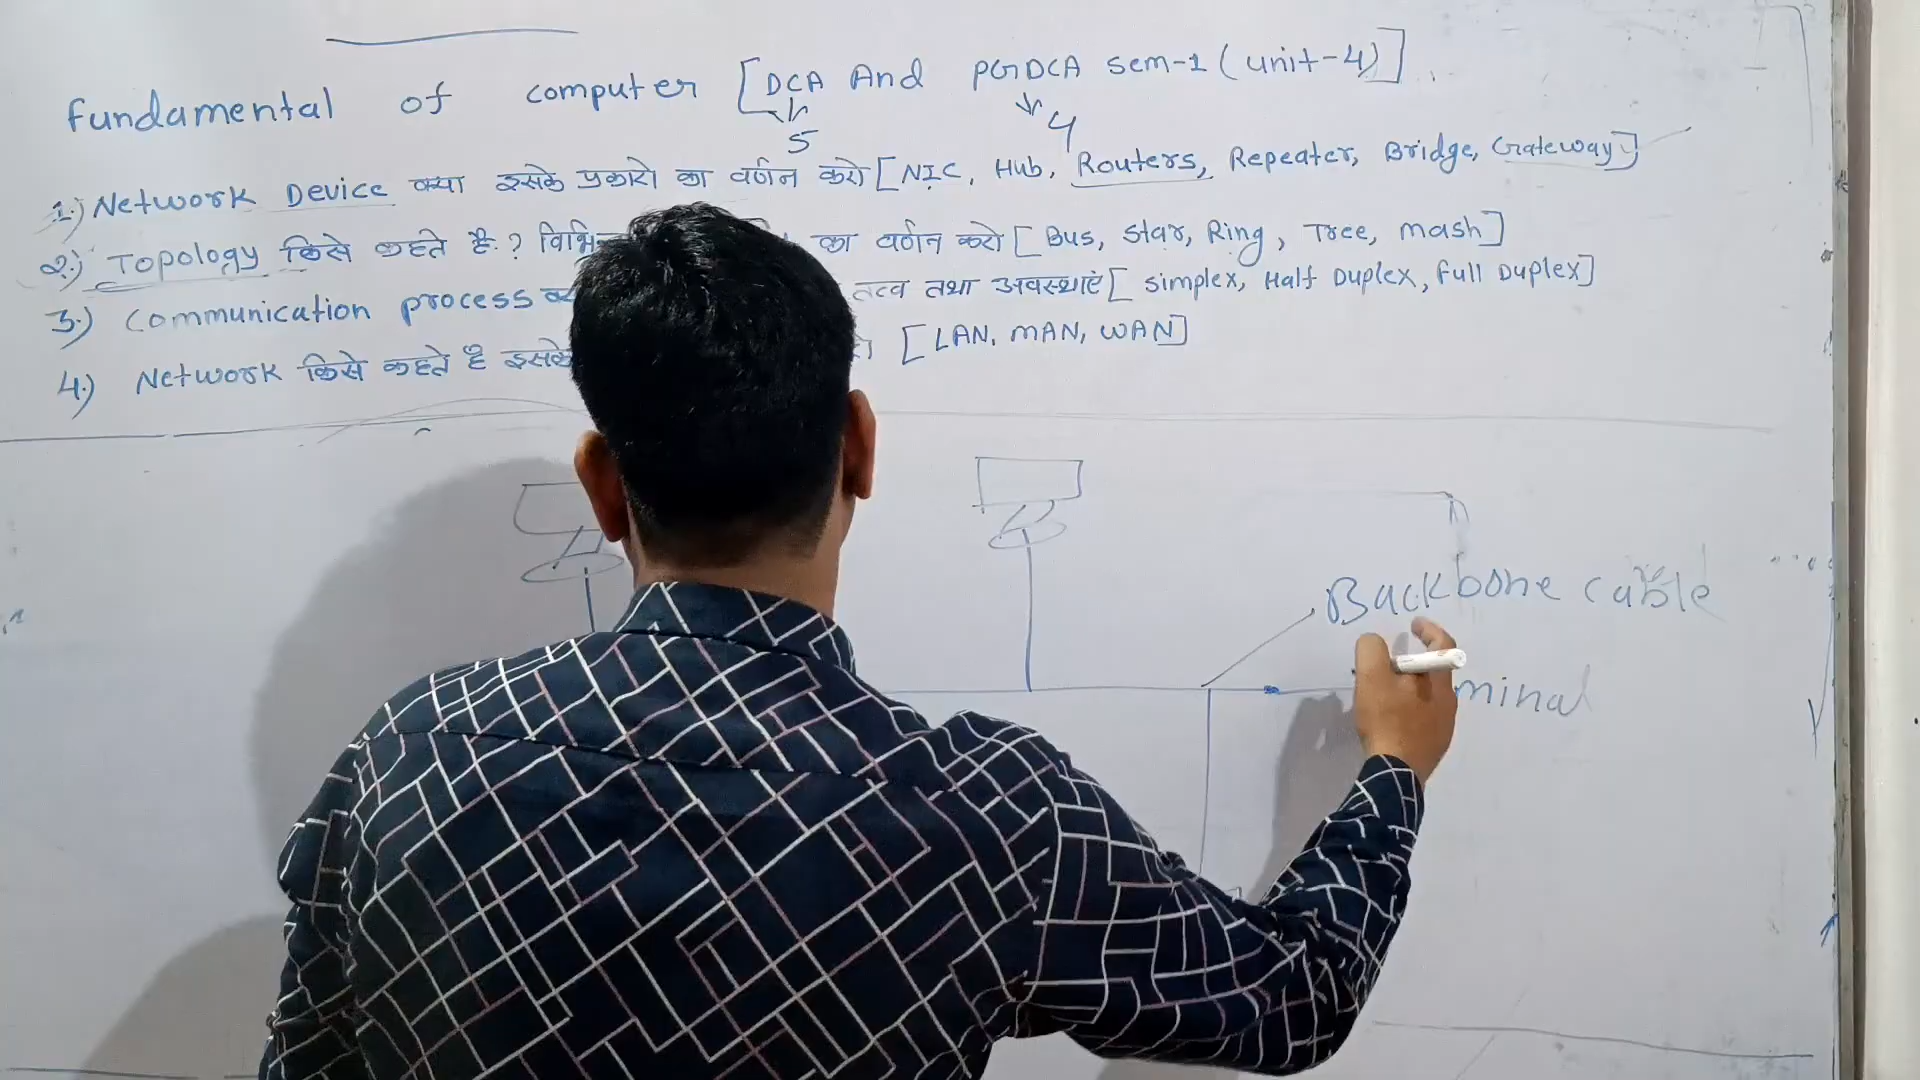 Fundamental of computer [DCA And PGDCA sem-1 (unit-4)]
5 4
1.) Network Device क्या इसके प्रकारो का वर्णन करो [NIC, Hub, Routers, Repeater, Bridge, Gateway]
2.) Topology किसे कहते है ? का वर्णन करो [Bus, Star, Ring, Tree, mash]
3.) Communication process तत्व तथा अवस्थाएं [Simplex, Half Duplex, Full Duplex]
4.) Network किसे कहते है इसके [LAN, MAN, WAN]
Backbone cable